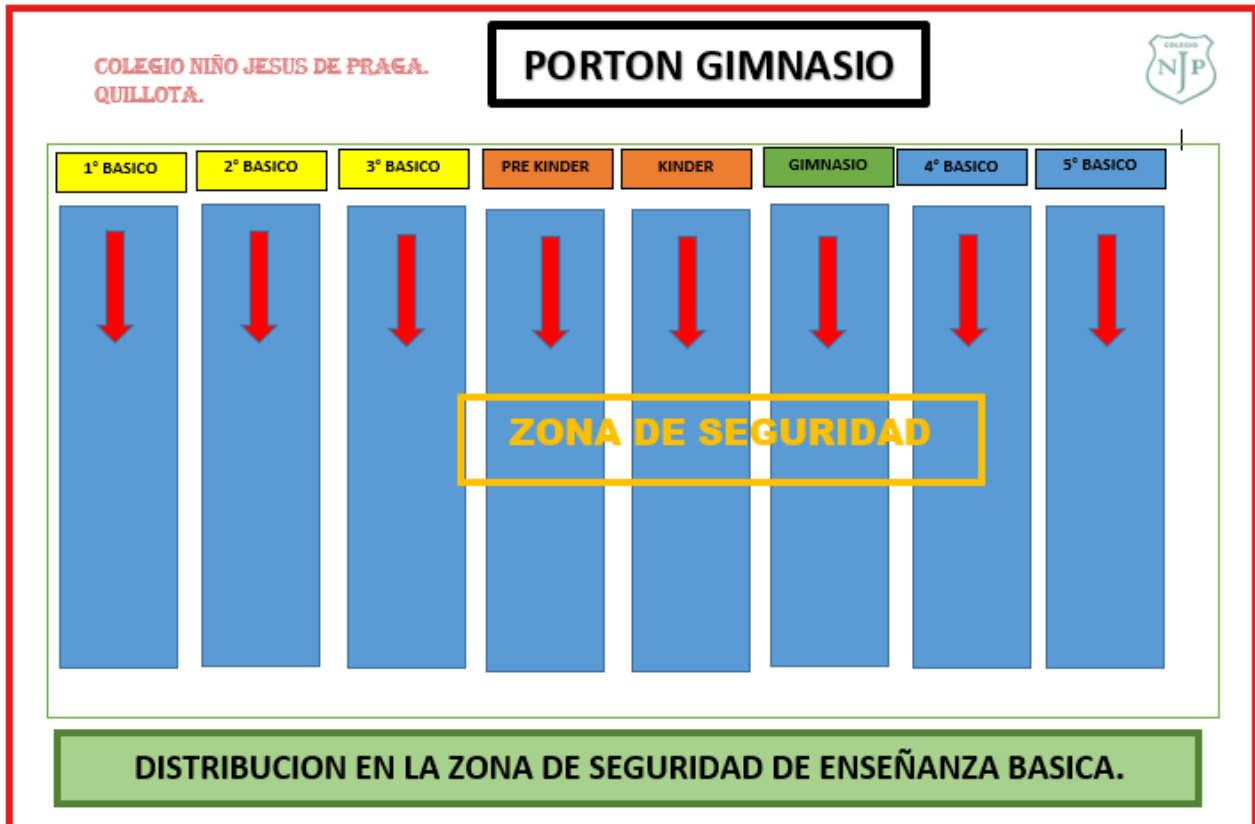 COLEGIO NIÑO JESUS DE PRAGA.
QUILLOTA.
PORTON GIMNASIO
COLEGIO
NJP
1° BASICO
2° BASICO
3° BASICO
PRE KINDER
KINDER
GIMNASIO
4° BASICO
5° BASICO
ZONA DE SEGURIDAD
DISTRIBUCION EN LA ZONA DE SEGURIDAD DE ENSEÑANZA BASICA.